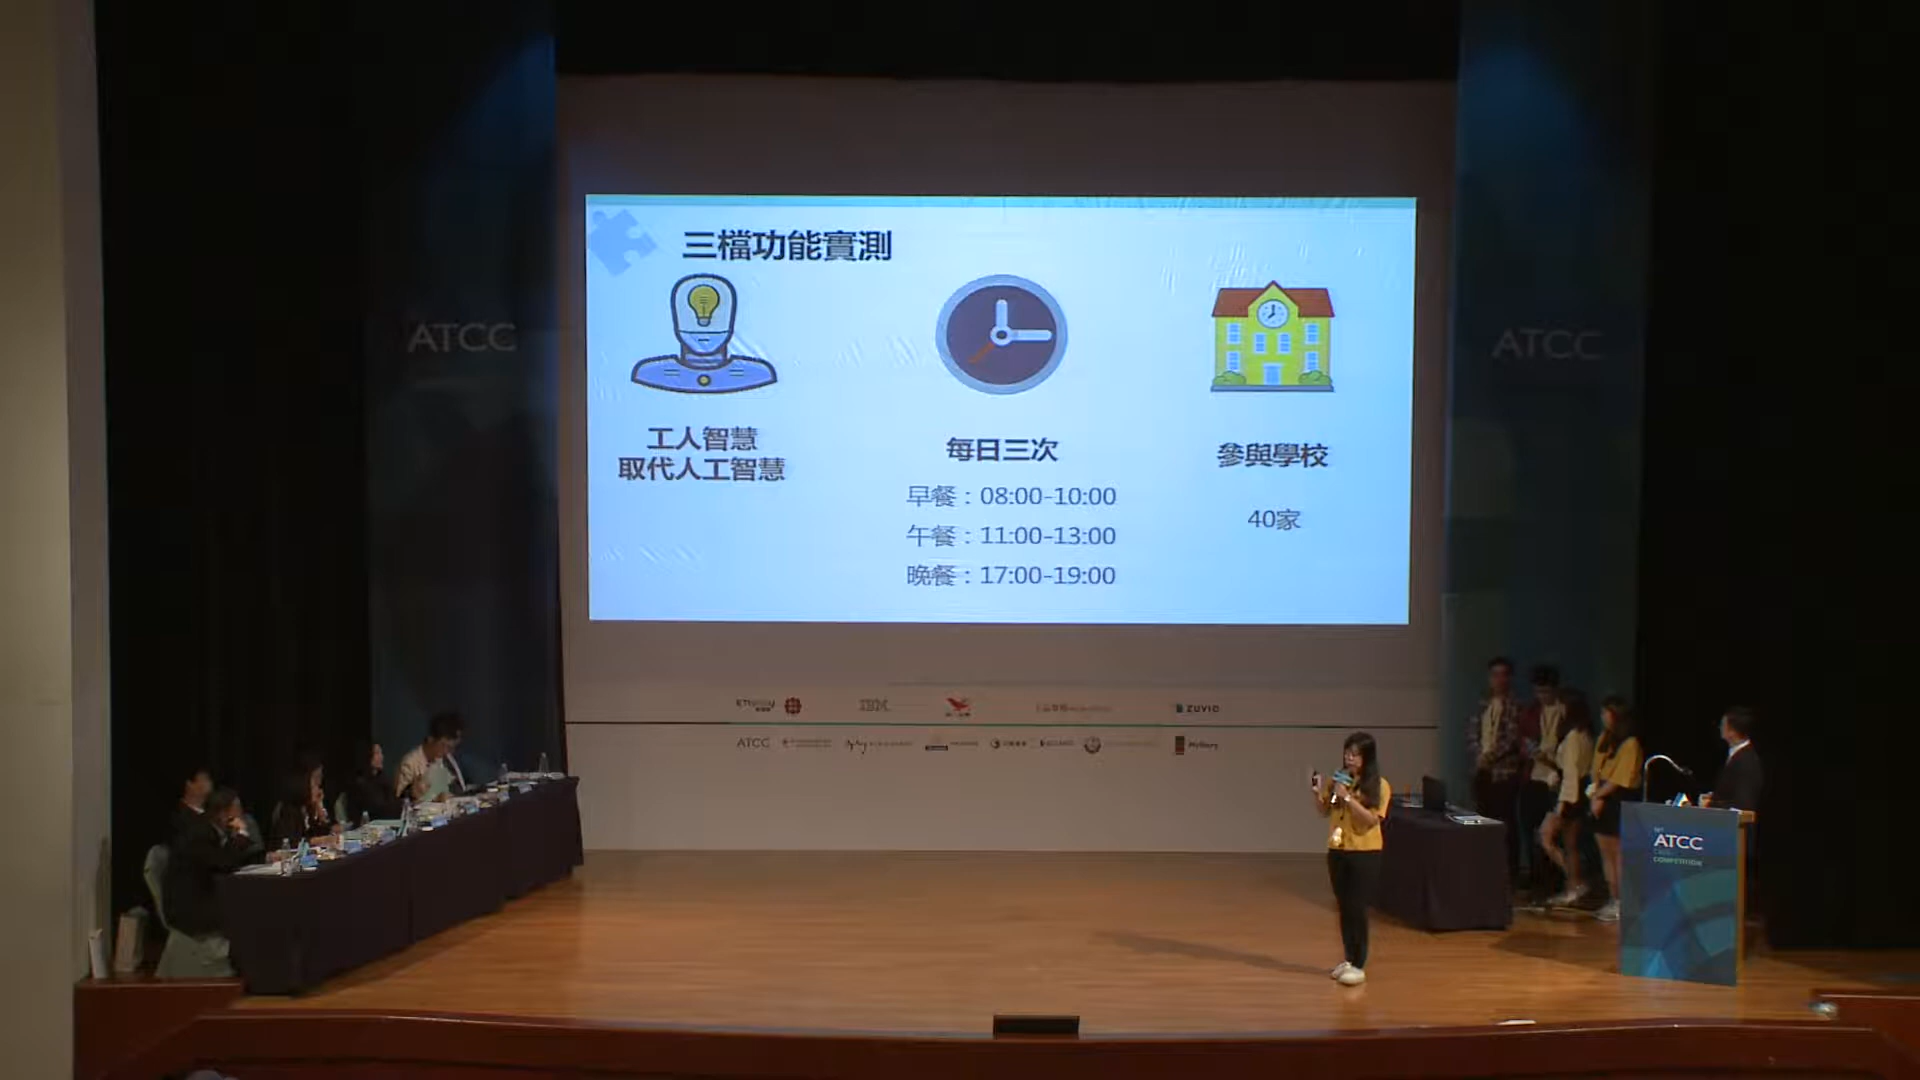 三檔功能實測
工人智慧
取代人工智慧
每日三次
早餐：08:00-10:00
午餐：11:00-13:00
晚餐：17:00-19:00
參與學校
40家
ATCC
ATCC
IBM
ZUVIO
ATCC
ATCC
COMPETITION